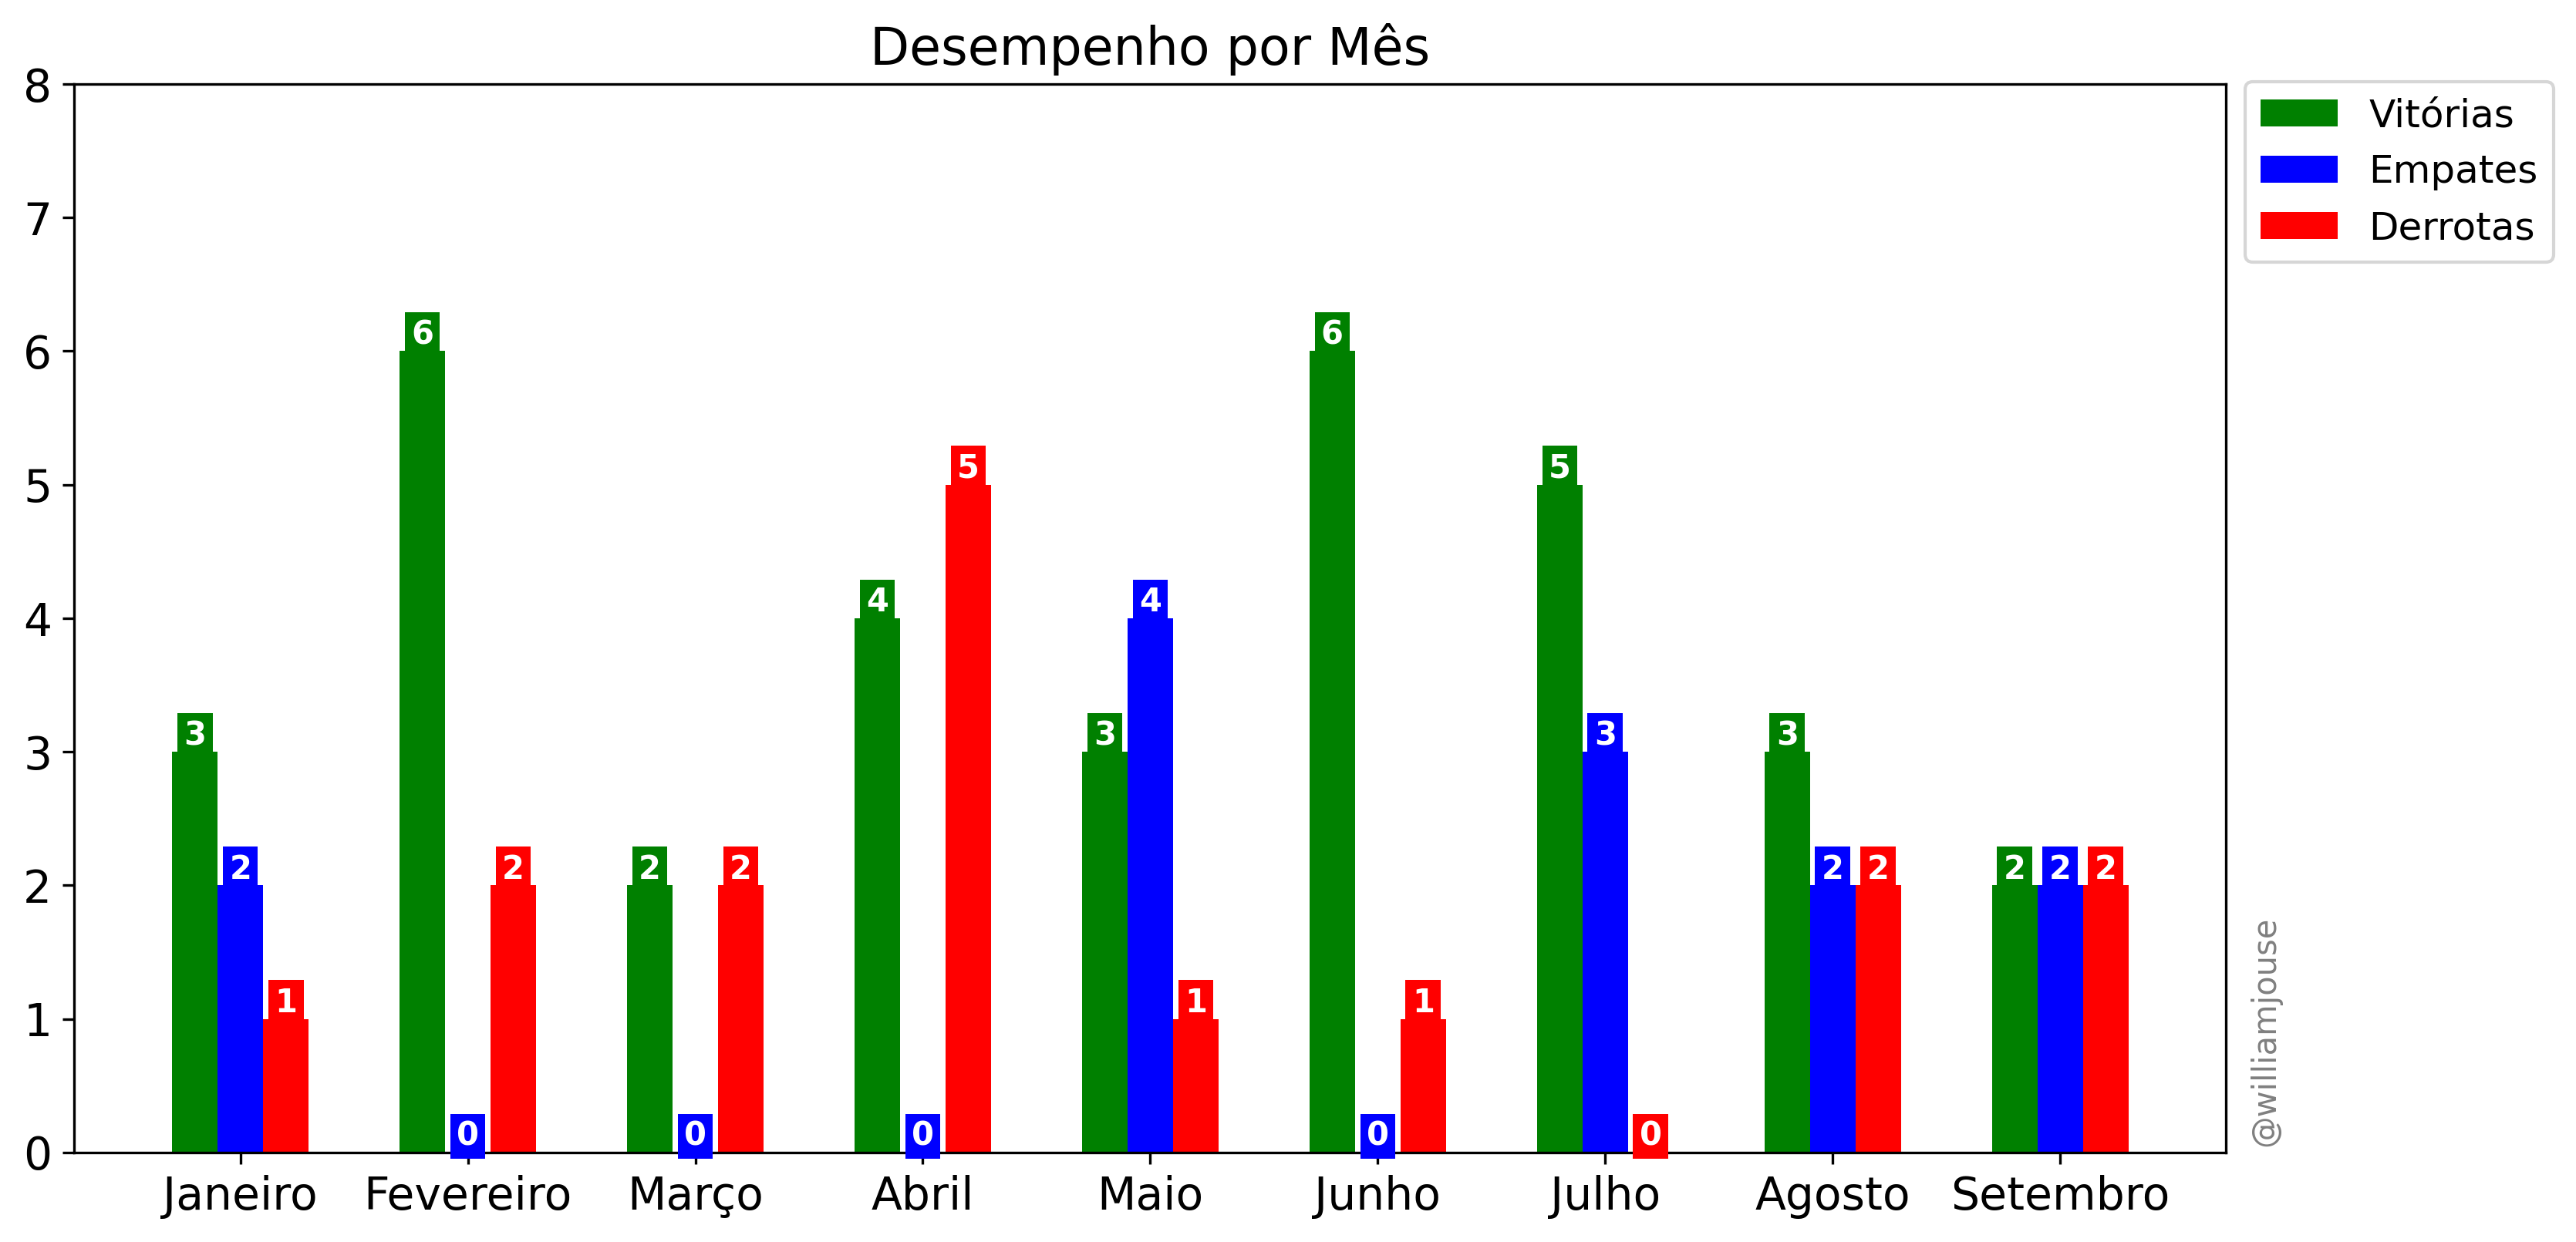 Desempenho por Mês
8
7
6
5
4
3
2
1
0
3
2
1
6
0
2
2
0
2
4
0
5
3
4
1
6
0
1
5
3
0
3
2
2
2
2
2
Janeiro
Fevereiro
Março
Abril
Maio
Junho
Julho
Agosto
Setembro
Vitórias
Empates
Derrotas
@williamjouse